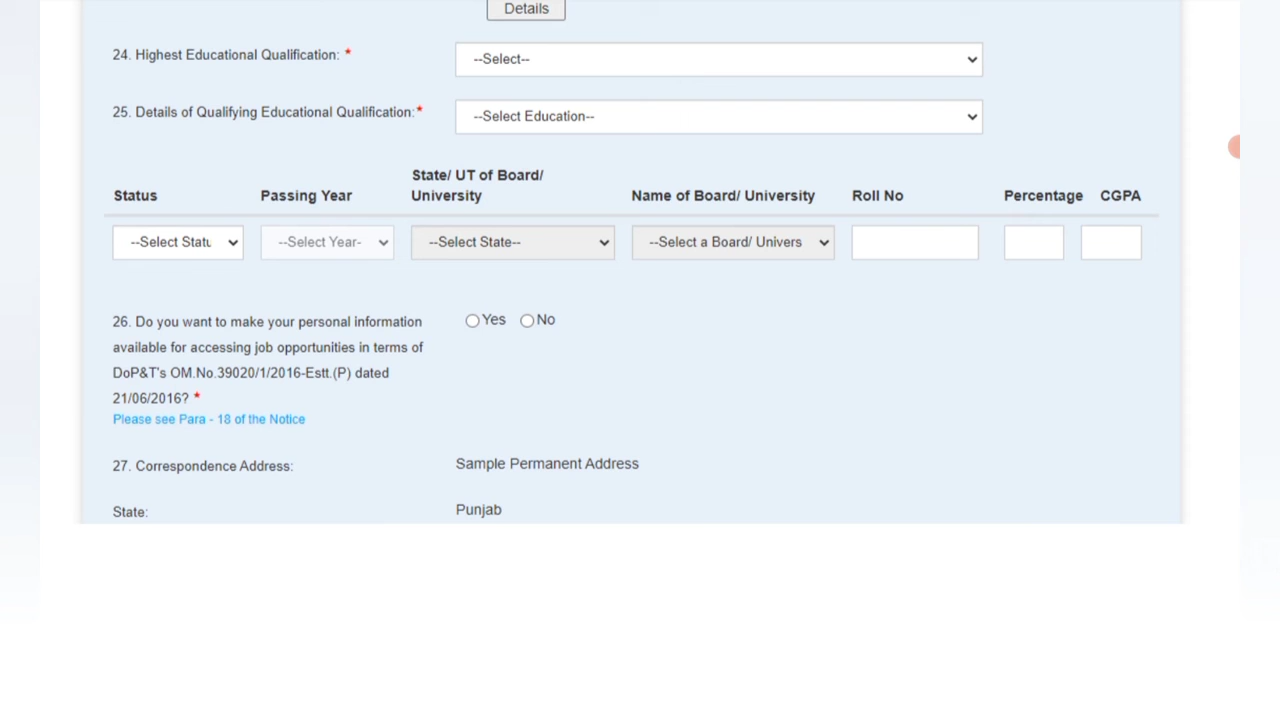 Details
24. Highest Educational Qualification: *
--Select--
25. Details of Qualifying Educational Qualification:*
--Select Education--
Status
Passing Year
State/ UT of Board/
University
Name of Board/ University
Roll No
Percentage
CGPA
--Select Statu
--Select Year-
--Select State--
--Select a Board/ Univers
26. Do you want to make your personal information
available for accessing job opportunities in terms of
DoP&T's OM.No.39020/1/2016-Estt.(P) dated
21/06/2016? *
Yes
No
Please see Para - 18 of the Notice
27. Correspondence Address:
Sample Permanent Address
State:
Punjab